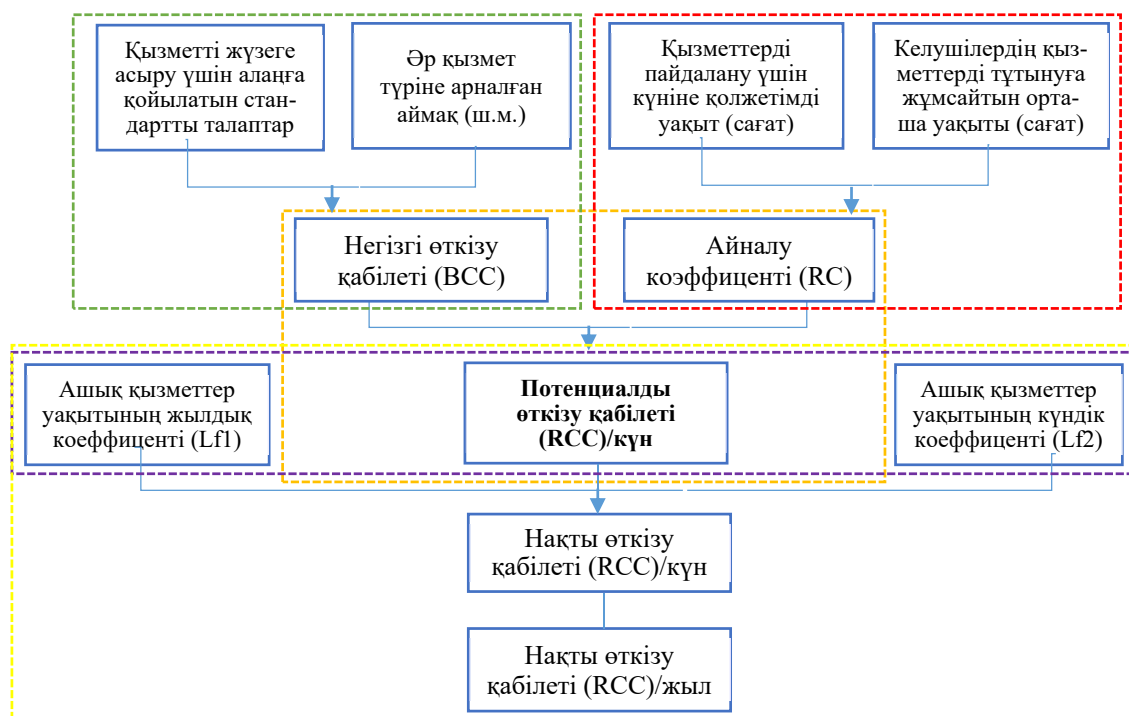 Қызметті жүзеге
асыру үшін алаңға
қойылатын стан-
дартты талаптар
Әр қызмет
түріне арналған
аймақ (ш.м.)
Қызметтерді
пайдалану үшін
күніне қолжетімді
уақыт (сағат)
Келушілердің қыз-
меттерді тұтынуға
жұмсайтын орта-
ша уақыты (сағат)
Негізгі өткізу
қабілеті (BCC)
Айналу
коэффиценті (RC)
Ашық қызметтер
уақытының жылдық
коеффиценті (Lf1)
Потенциалды
өткізу қабілеті
(RCC)/күн
Ашық қызметтер
уақытының күндік
коеффиценті (Lf2)
Нақты өткізу
қабілеті (RCC)/күн
Нақты өткізу
қабілеті (RCC)/жыл